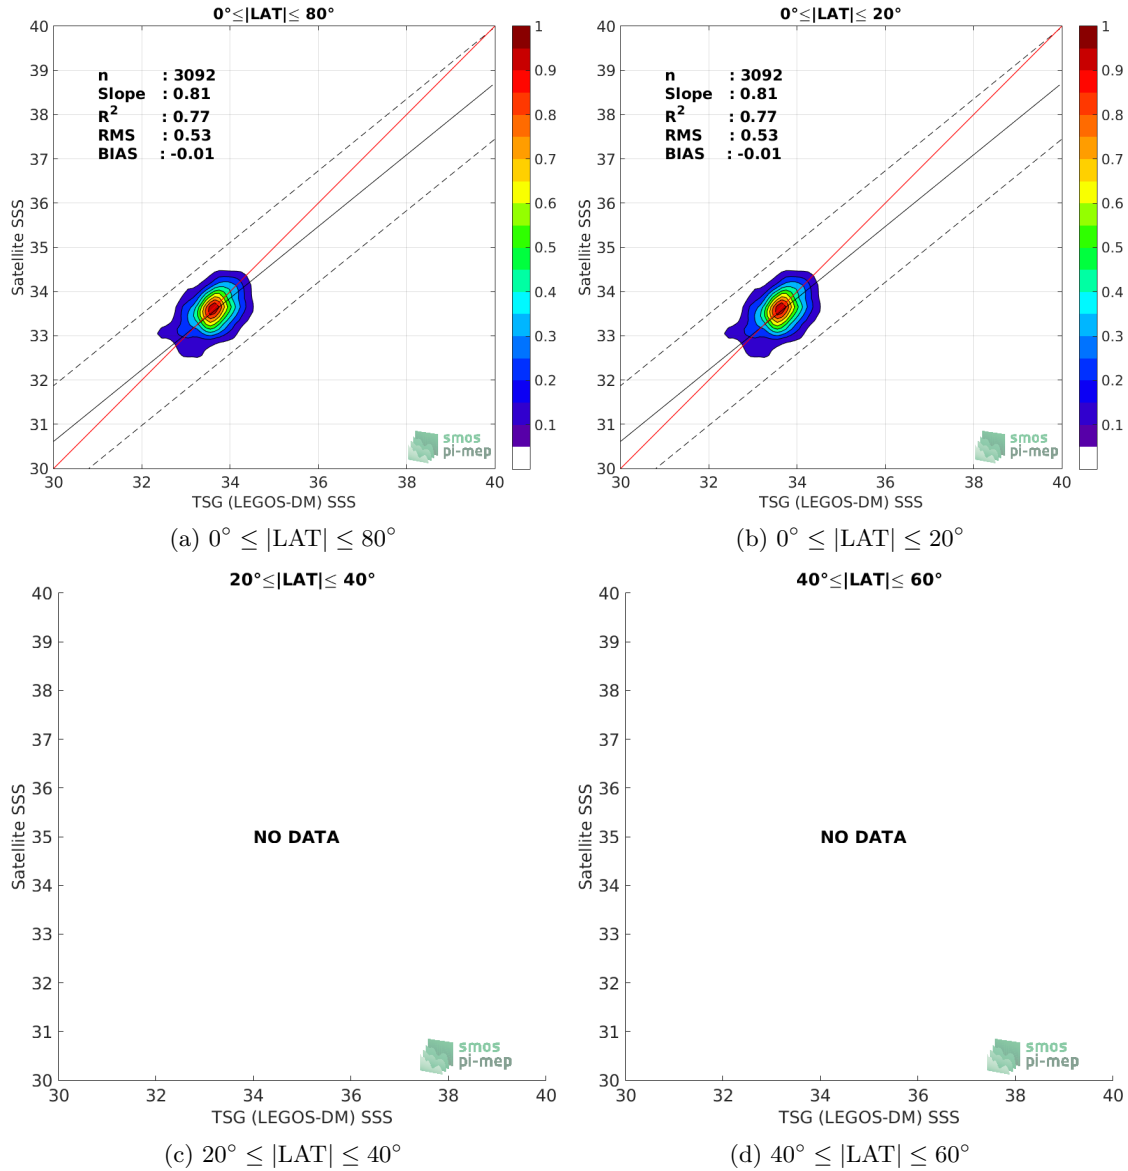 0°≤|LAT|≤ 80°
40
39
38
37
36
35
34
33
32
31
30
Satellite SSS
n : 3092
Slope : 0.81
R2 : 0.77
RMS : 0.53
BIAS : -0.01
1
0.9
0.8
0.7
0.6
0.5
0.4
0.3
0.2
0.1
smos
pi-mep
30 32 34 36 38 40
TSG (LEGOS-DM) SSS
(a) 0° ≤ |LAT| ≤ 80°
0°≤|LAT|≤ 20°
40
39
38
37
36
35
34
33
32
31
30
Satellite SSS
n : 3092
Slope : 0.81
R2 : 0.77
RMS : 0.53
BIAS : -0.01
1
0.9
0.8
0.7
0.6
0.5
0.4
0.3
0.2
0.1
smos
pi-mep
30 32 34 36 38 40
TSG (LEGOS-DM) SSS
(b) 0° ≤ |LAT| ≤ 20°
20°≤|LAT|≤ 40°
40
39
38
37
36
35
34
33
32
31
30
Satellite SSS
NO DATA
smos
pi-mep
30 32 34 36 38 40
TSG (LEGOS-DM) SSS
(c) 20° ≤ |LAT| ≤ 40°
40°≤|LAT|≤ 60°
40
39
38
37
36
35
34
33
32
31
30
Satellite SSS
NO DATA
smos
pi-mep
30 32 34 36 38 40
TSG (LEGOS-DM) SSS
(d) 40° ≤ |LAT| ≤ 60°